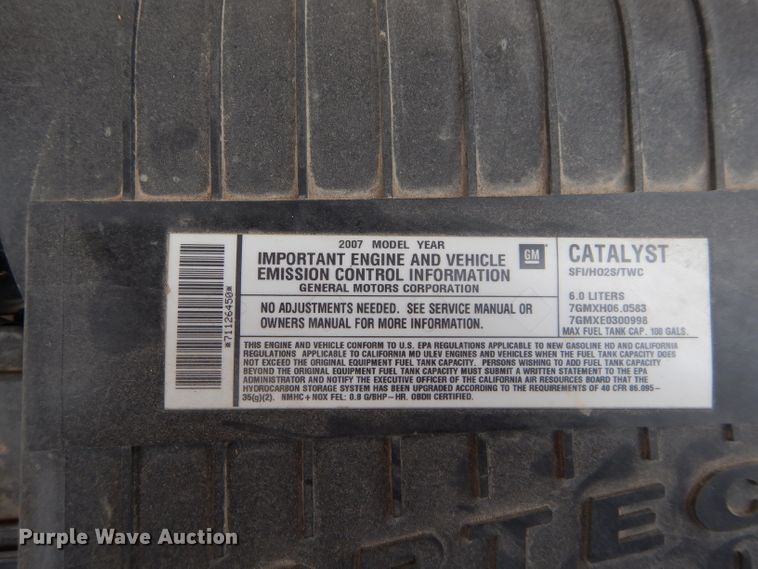 2007 MODEL YEAR
IMPORTANT ENGINE AND VEHICLE
EMISSION CONTROL INFORMATION
GENERAL MOTORS CORPORATION
GM
NO ADJUSTMENTS NEEDED. SEE SERVICE MANUAL OR
OWNERS MANUAL FOR MORE INFORMATION.
CATALYST
SFI/HO2S/TWC
6.0 LITERS
7GMXH06.0583
7GMXE0300998
MAX FUEL TANK CAP. 100 GALS.
THIS ENGINE AND VEHICLE CONFORM TO U.S. EPA REGULATIONS APPLICABLE TO NEW GASOLINE HD AND CALIFORNIA
REGULATIONS APPLICABLE TO CALIFORNIA MD ULEV ENGINES AND VEHICLES WHEN THE FUEL TANK CAPACITY DOES
NOT EXCEED THE ORIGINAL EQUIPMENT FUEL TANK CAPACITY. PERSONS WISHING TO ADD FUEL CAPACITY
BEYOND THE ORIGINAL EQUIPMENT FUEL TANK CAPACITY MUST SUBMIT A WRITTEN STATEMENT TO THE EPA
ADMINISTRATOR AND NOTIFY THE EXECUTIVE OFFICER OF THE CALIFORNIA AIR RESOURCES BOARD THAT THE
HYDROCARBON STORAGE SYSTEM HAS BEEN UPGRADED ACCORDING TO THE REQUIREMENTS OF 40 CFR 86.095-
35(g)(2). NMHC+NOX FEL: 0.8 G/BHP-HR. OBDII CERTIFIED.
*71126450*
RTEC
Purple Wave Auction